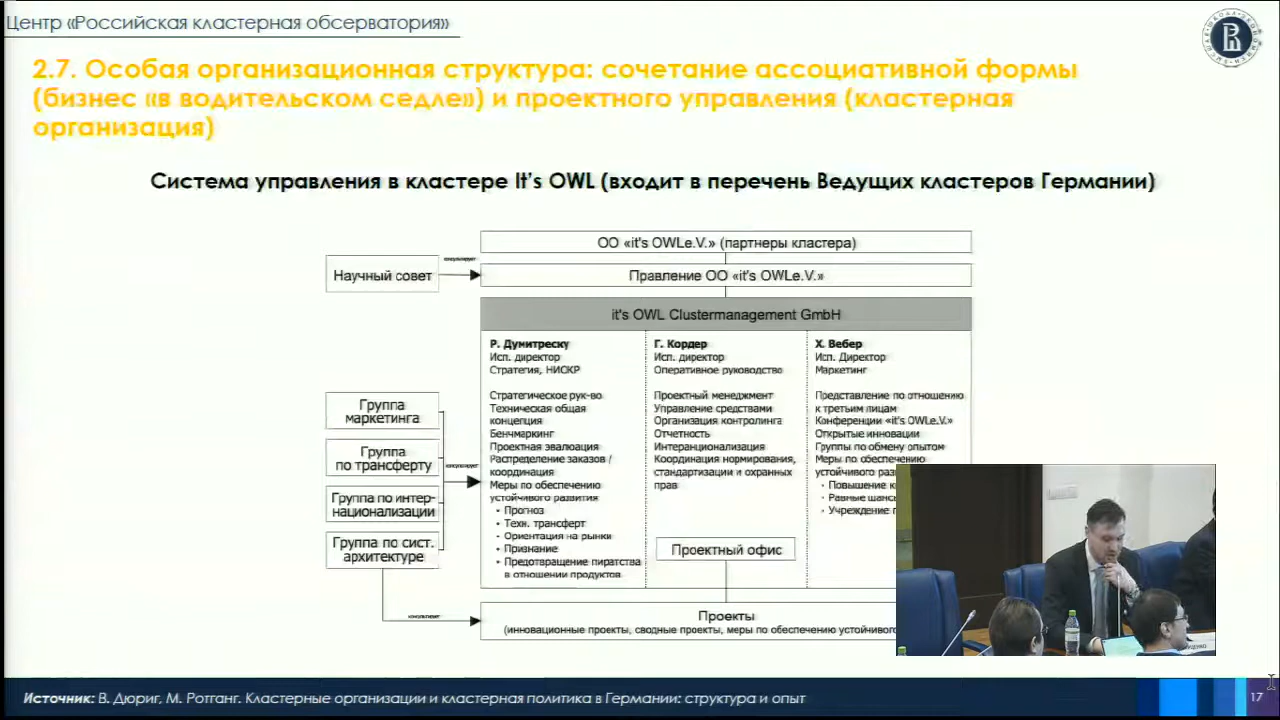 Центр «Российская кластерная обсерватория»
2.7. Особая организационная структура: сочетание ассоциативной формы
(бизнес «в водительском седле») и проектного управления (кластерная
организация)
Система управления в кластере It's OWL (входит в перечень Ведущих кластеров Германии)
ОО «it's OWLe.V.» (партнеры кластера)
Научный совет
консультирует
Правление ОО «it's OWLe.V.»
it's OWL Clustermanagement GmbH
Р. Думитреску
Исп. директор
Стратегия, НИОКР
Стратегическое рук-во
Техническая общая
концепция
Бенчмаркинг
Проектная эвалюация
Распределение заказов /
координация
Меры по обеспечению
устойчивого развития
• Прогноз
• Техн. трансферт
• Ориентация на рынки
• Признание
• Предотвращение пиратства
в отношении продуктов
Г. Кордер
Исп. директор
Оперативное руководство
Проектный менеджмент
Управление средствами
Организация контролинга
Отчетность
Интеранционализация
Координация нормирования,
стандартизации и охранных
прав
Проектный офис
Х. Вебер
Исп. Директор
Маркетинг
Представление по отношению
к третьим лицам
Конференции «it's OWLe.V.»
Открытые инновации
Группы по обмену опытом
Меры по обеспечению
устойчивого раз
• Повышение к
• Равные шанс
• Учреждение
Группа
маркетинга
Группа
по трансферту
Группа по интер-
национализации
Группа по сист.
архитектуре
консультирует
консультирует
Проекты
(инновационные проекты, сводные проекты, меры по обеспечению устойчивого
Источник: В. Дюриг, М. Ротганг. Кластерные организации и кластерная политика в Германии: структура и опыт
17